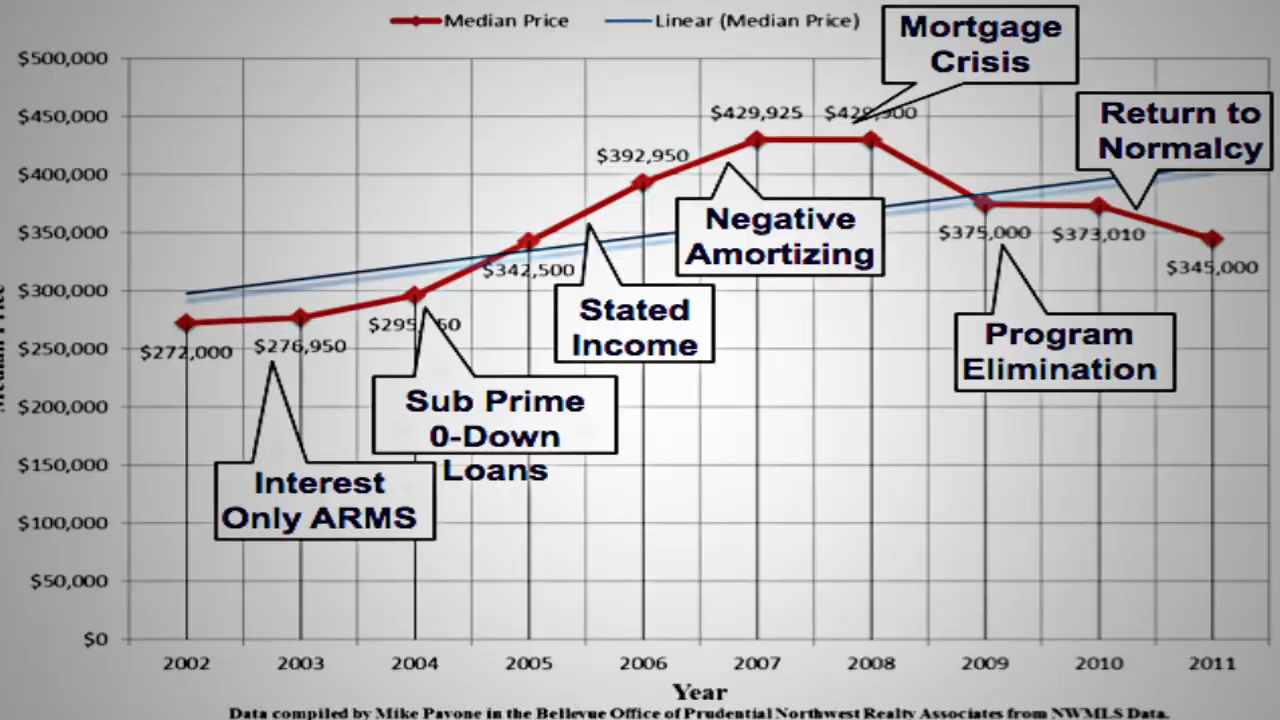 Median Price
Linear (Median Price)
Mortgage
Crisis
Return to
Normalcy
$500,000
$450,000
$400,000
$350,000
$300,000
$250,000
$200,000
$150,000
$100,000
$50,000
$0
$272,000
$276,950
$342,500
$392,950
$429,925
$375,000
$373,010
$345,000
Negative
Amortizing
Stated
Income
Program
Elimination
Sub Prime
0-Down
Loans
Interest
Only ARMS
2002
2003
2004
2005
2006
2007
2008
2009
2010
2011
Year
Data compiled by Mike Pavone in the Bellevue Office of Prudential Northwest Realty Associates from NWMLS Data.